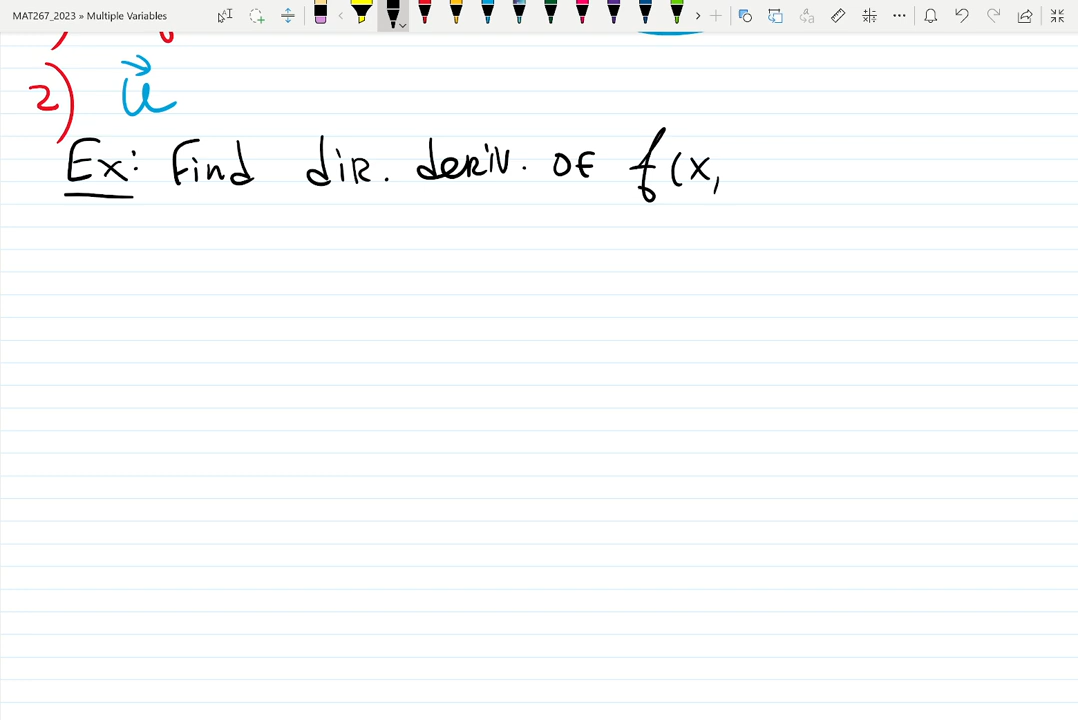 MAT267_2023 » Multiple Variables
2) u⃗
Ex: Find dir. deriv. of f(x,